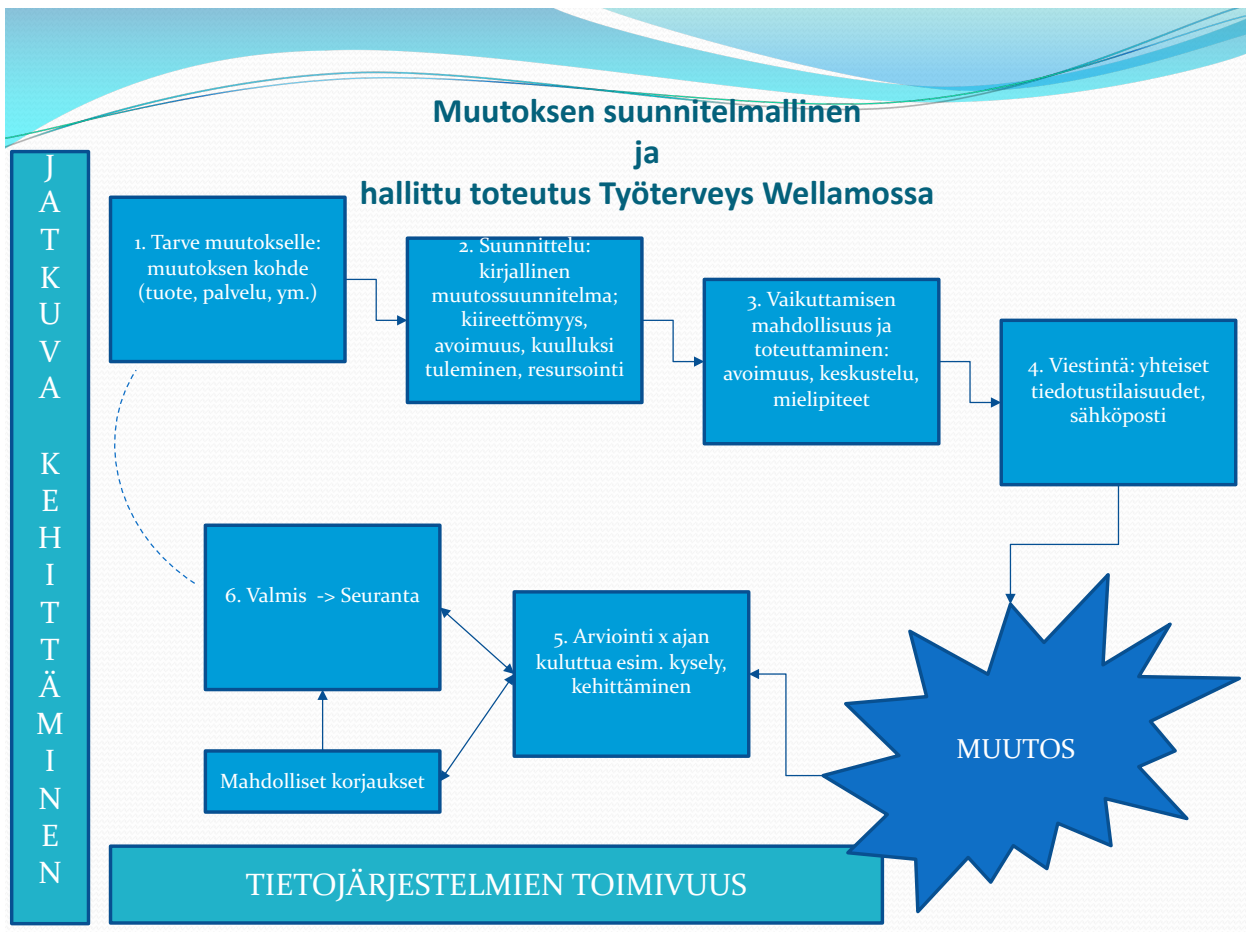 Muutoksen suunnitelmallinen
ja
hallittu toteutus Työterveys Wellamossa
JATKUVA KEHITTÄMINEN
1. Tarve muutokselle:
muutoksen kohde
(tuote, palvelu, ym.)
2. Suunnittelu:
kirjallinen
muutossuunnitelma;
kiireettömyys,
avoimuus, kuulluksi
tuleminen, resursointi
3. Vaikuttamisen
mahdollisuus ja
toteuttaminen:
avoimuus, keskustelu,
mielipiteet
4. Viestintä: yhteiset
tiedotustilaisuudet,
sähköposti
MUUTOS
5. Arviointi x ajan
kuluttua esim. kysely,
kehittäminen
6. Valmis -> Seuranta
Mahdolliset korjaukset
TIETOJÄRJESTELMIEN TOIMIVUUS